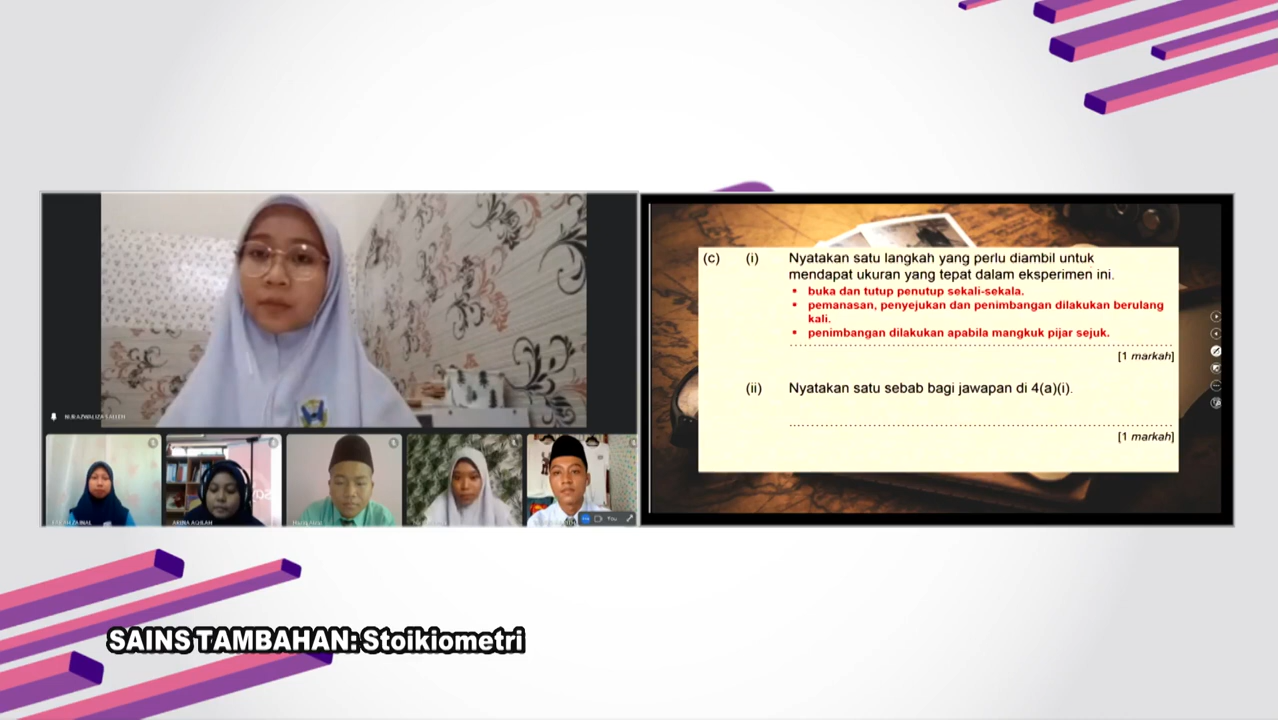 (c) (i) Nyatakan satu langkah yang perlu diambil untuk
mendapat ukuran yang tepat dalam eksperimen ini.
▪ buka dan tutup penutup sekali-sekala.
▪ pemanasan, penyejukan dan penimbangan dilakukan berulang
kali.
▪ penimbangan dilakukan apabila mangkuk pijar sejuk.
[1 markah]
(ii) Nyatakan satu sebab bagi jawapan di 4(a)(i).
[1 markah]
You
SAINS TAMBAHAN: Stoikiometri